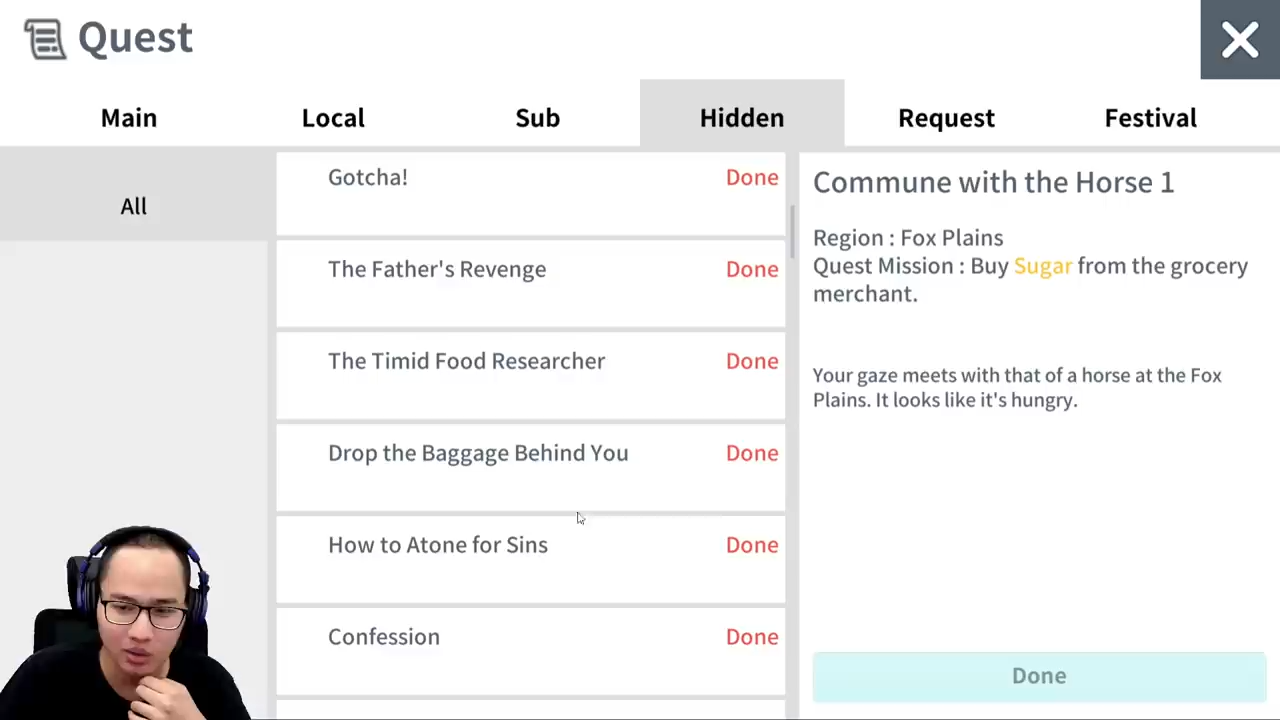 Quest
Main
Local
Sub
Hidden
Request
Festival
All
Gotcha!
Done
The Father's Revenge
Done
The Timid Food Researcher
Done
Drop the Baggage Behind You
Done
How to Atone for Sins
Done
Confession
Done
Commune with the Horse 1
Region : Fox Plains
Quest Mission : Buy Sugar from the grocery
merchant.
Your gaze meets with that of a horse at the Fox
Plains. It looks like it's hungry.
Done